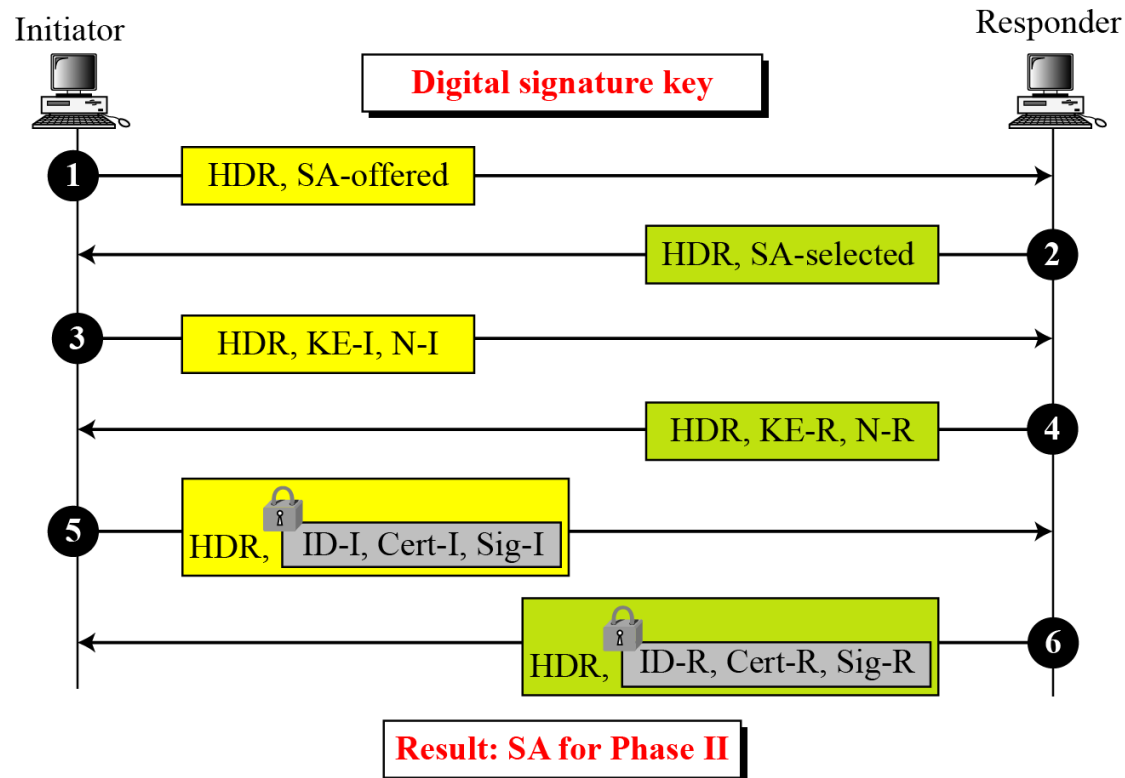 Initiator
Responder
Digital signature key
1
HDR, SA-offered
HDR, SA-selected
2
3
HDR, KE-I, N-I
HDR, KE-R, N-R
4
5
HDR, ID-I, Cert-I, Sig-I
HDR, ID-R, Cert-R, Sig-R
6
Result: SA for Phase II